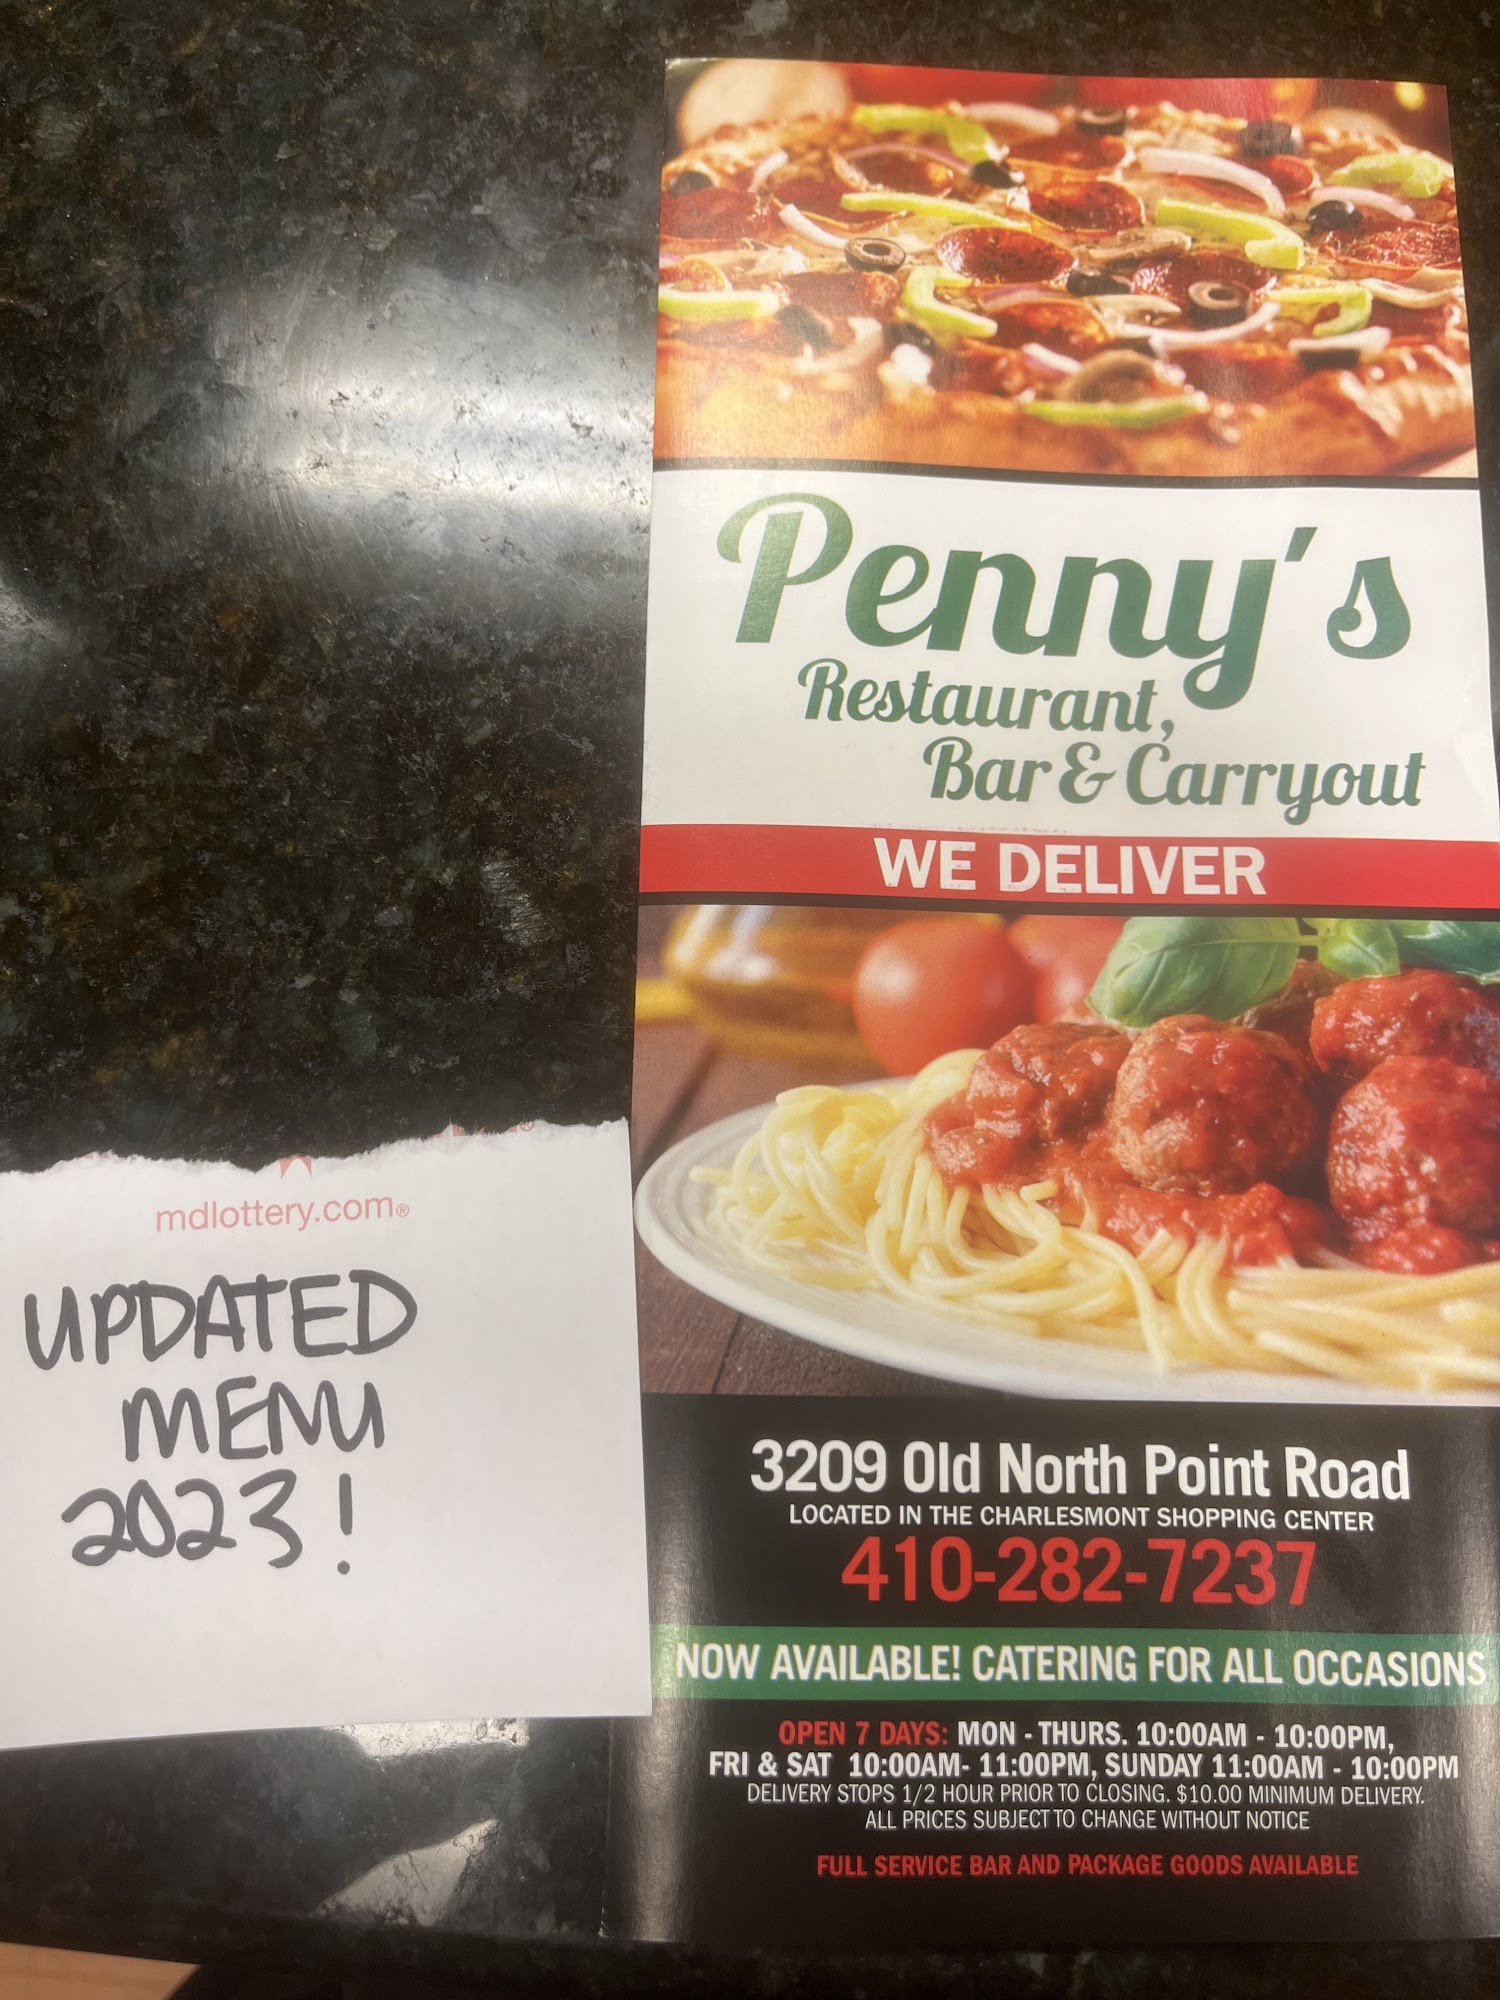 Penny's
Restaurant,
Bar & Carryout
WE DELIVER
mdlottery.com®
UPDATED
MENU
2023!
3209 Old North Point Road
LOCATED IN THE CHARLESMONT SHOPPING CENTER
410-282-7237
NOW AVAILABLE! CATERING FOR ALL OCCASIONS
OPEN 7 DAYS: MON - THURS. 10:00AM - 10:00PM,
FRI & SAT 10:00AM- 11:00PM, SUNDAY 11:00AM - 10:00PM
DELIVERY STOPS 1/2 HOUR PRIOR TO CLOSING. $10.00 MINIMUM DELIVERY.
ALL PRICES SUBJECT TO CHANGE WITHOUT NOTICE
FULL SERVICE BAR AND PACKAGE GOODS AVAILABLE